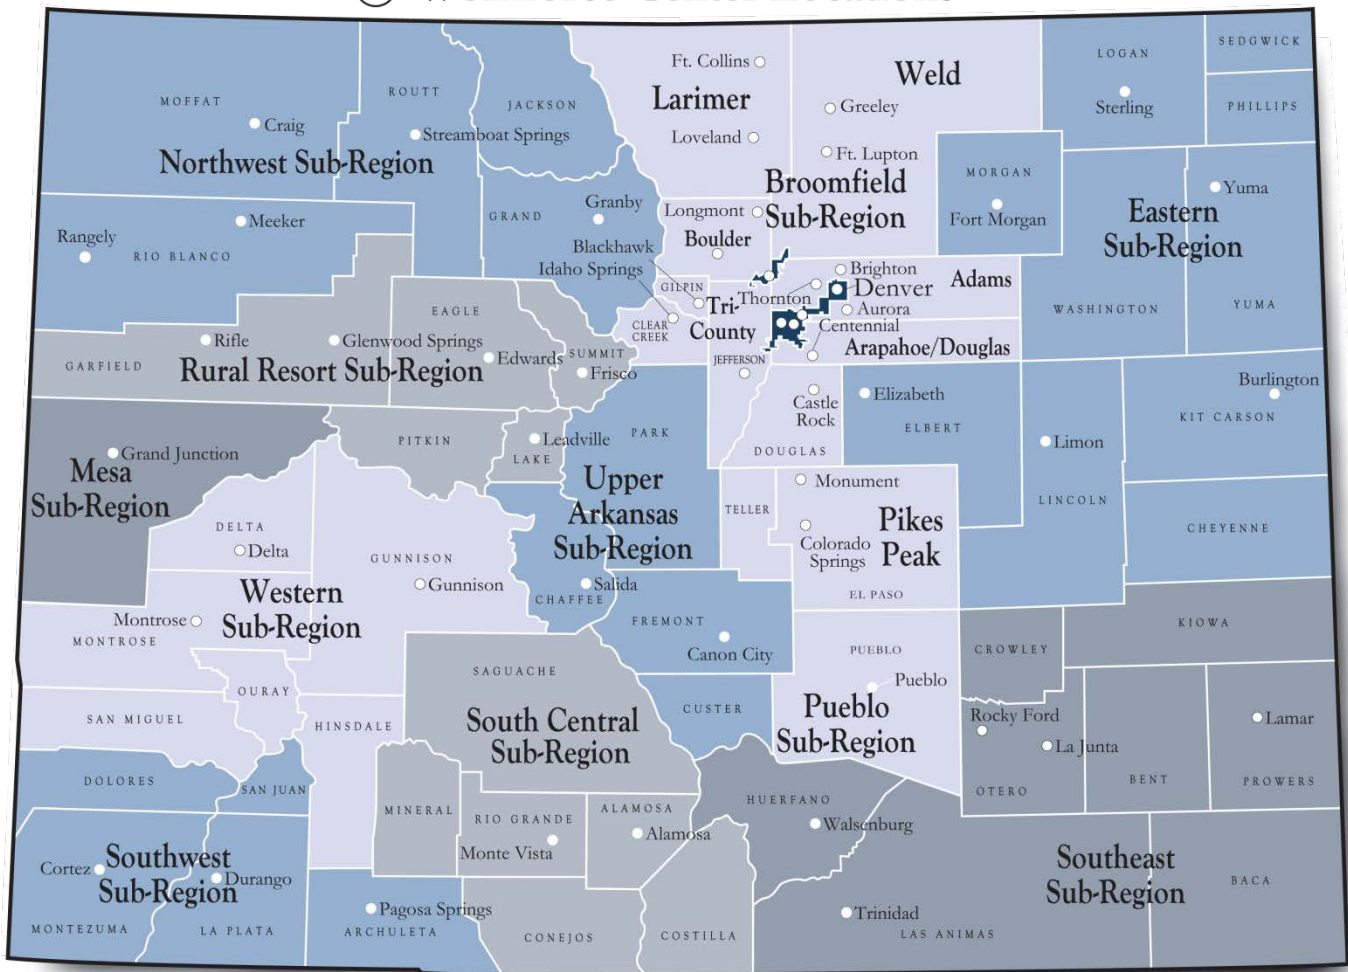 Workforce Center Locations
MOFFAT
Craig
ROUTT
Streamboat Springs
JACKSON
Northwest Sub-Region
Ft. Collins
Larimer
Loveland
Weld
Greeley
Ft. Lupton
LOGAN
Sterling
SEDGWICK
PHILLIPS
MORGAN
Fort Morgan
Yuma
Eastern
Sub-Region
WASHINGTON
YUMA
Meeker
Rangely
RIO BLANCO
GRAND
Granby
Blackhawk
Idaho Springs
Longmont
Boulder
Broomfield
Sub-Region
GILPIN
CLEAR
CREEK
Tri-
County
JEFFERSON
Thornton
Brighton
Denver
Adams
Aurora
Centennial
Arapahoe/Douglas
EAGLE
GARFIELD
Rifle
Glenwood Springs
Edwards
SUMMIT
Frisco
Rural Resort Sub-Region
PITKIN
Leadville
LAKE
PARK
Castle
Rock
DOUGLAS
Elizabeth
ELBERT
Limon
LINCOLN
Burlington
KIT CARSON
CHEYENNE
Grand Junction
Mesa
Sub-Region
DELTA
Delta
GUNNISON
Gunnison
Western
Sub-Region
Montrose
MONTROSE
OURAY
SAN MIGUEL
HINSDALE
Upper
Arkansas
Sub-Region
Salida
CHAFFEE
TELLER
Monument
Colorado
Springs
Pikes
Peak
EL PASO
FREMONT
Canon City
CUSTER
PUEBLO
Pueblo
Pueblo
Sub-Region
KIOWA
CROWLEY
Rocky Ford
La Junta
OTERO
BENT
Lamar
PROWERS
SAGUACHE
South Central
Sub-Region
DOLORES
SAN JUAN
MINERAL
RIO GRANDE
Monte Vista
ALAMOSA
Alamosa
HUERFANO
Walsenburg
Southeast
Sub-Region
BACA
Cortez
Southwest
Sub-Region
Durango
MONTEZUMA
LA PLATA
Pagosa Springs
ARCHULETA
CONEJOS
COSTILLA
Trinidad
LAS ANIMAS